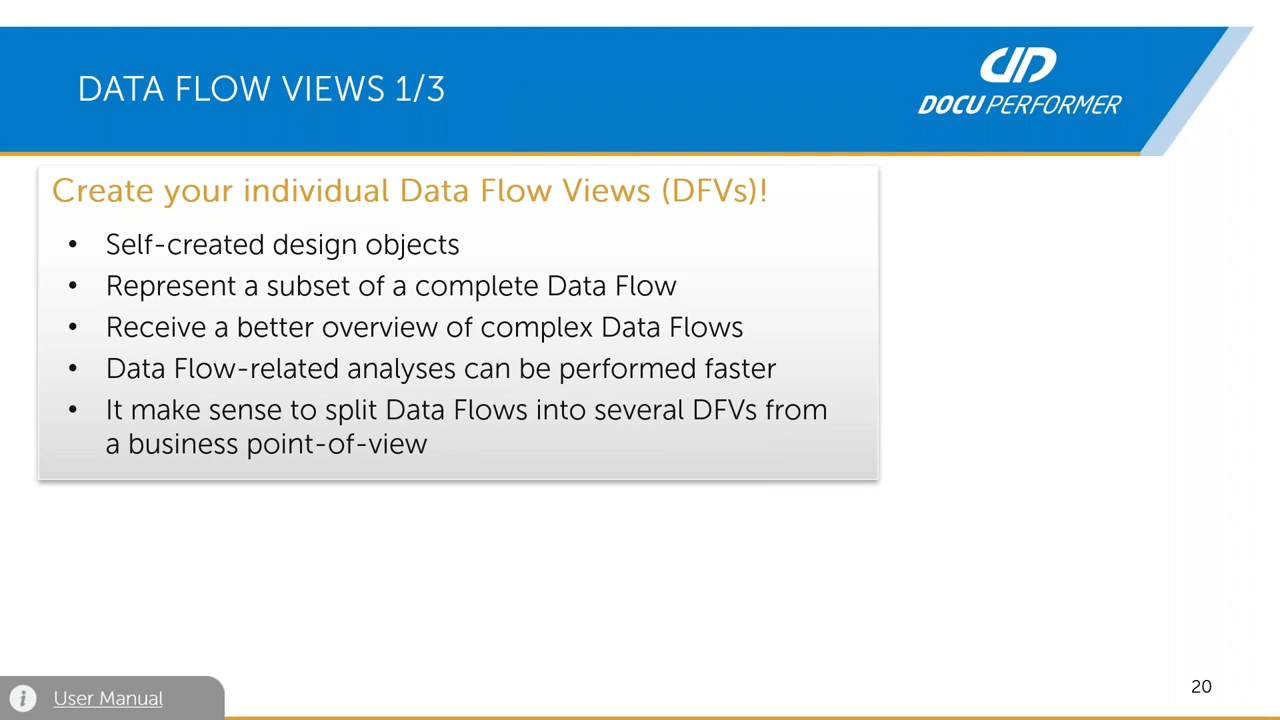 DATA FLOW VIEWS 1/3
DOCU PERFORMER
Create your individual Data Flow Views (DFVs)!
• Self-created design objects
• Represent a subset of a complete Data Flow
• Receive a better overview of complex Data Flows
• Data Flow-related analyses can be performed faster
• It make sense to split Data Flows into several DFVs from
a business point-of-view
User Manual
20